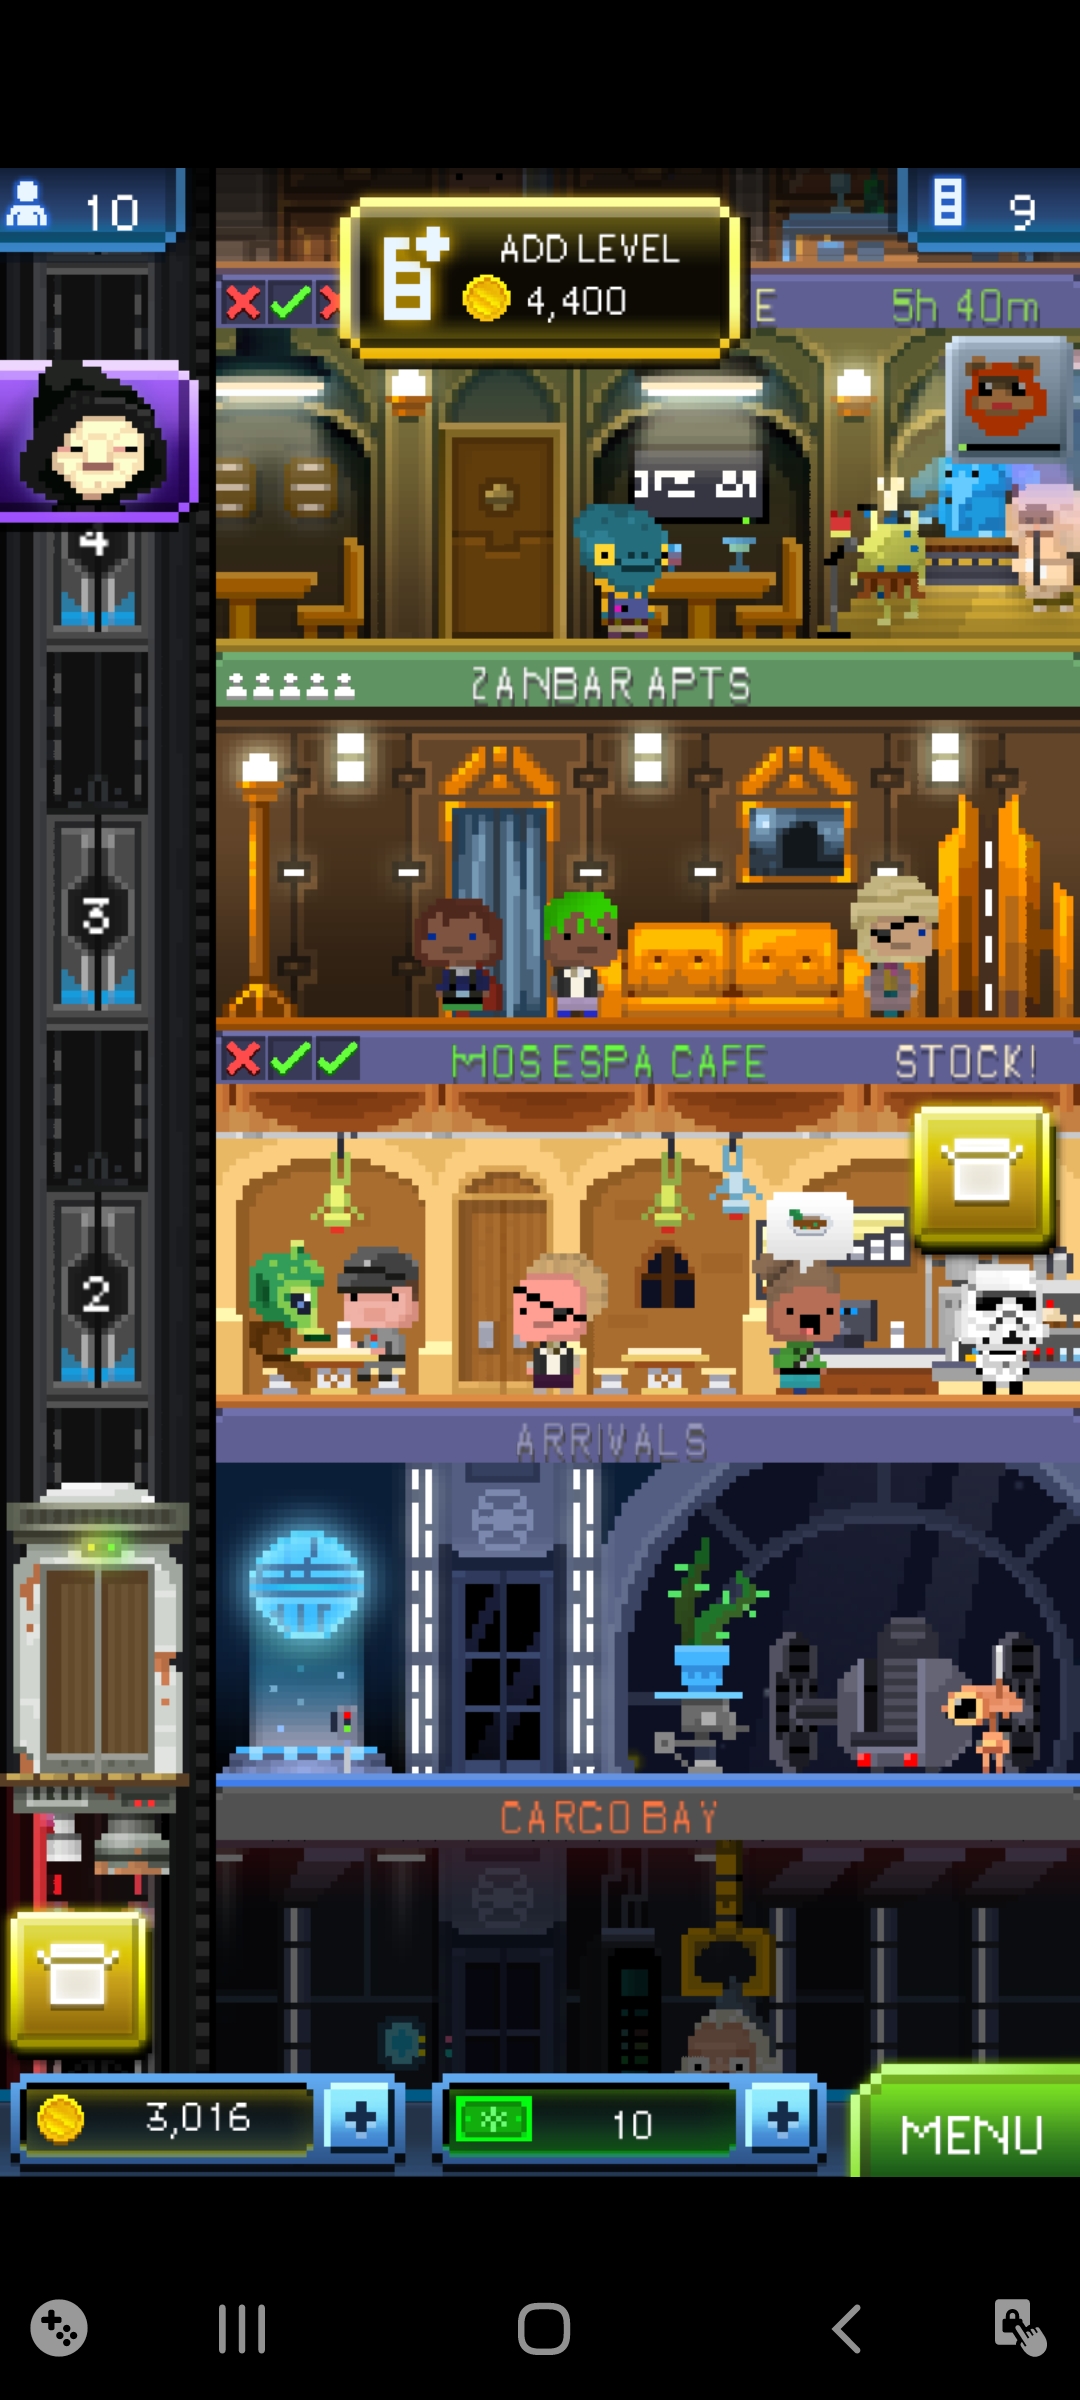 10
ADD LEVEL
4,400
9
E
5h 40m
4
ZANBAR APTS
3
MOS ESPA CAFE
STOCK!
2
ARRIVALS
CARGO BAY
3,016
10
MENU